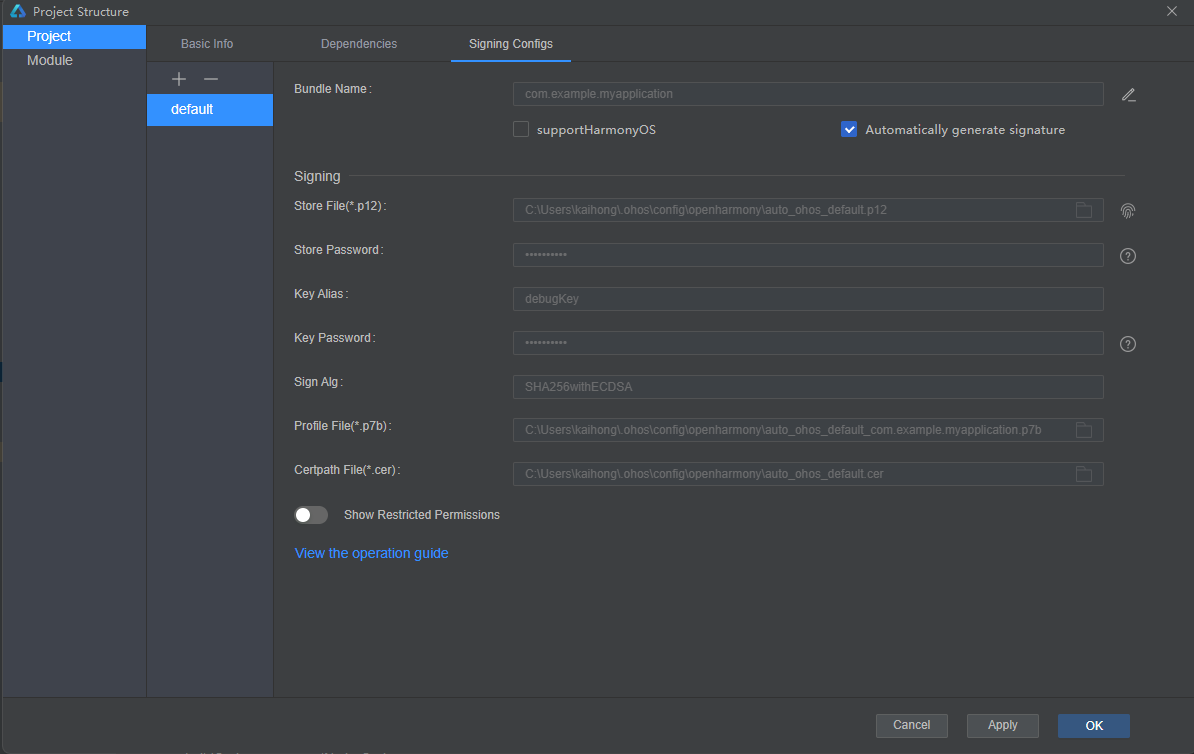 Project Structure
Project
Module
Basic Info
Dependencies
Signing Configs
default
Bundle Name:
com.example.myapplication
supportHarmonyOS
Automatically generate signature
Signing
Store File(*.p12):
C:\Users\kaihong\.ohos\config\openharmony\auto_ohos_default.p12
Store Password:
••••••••••
Key Alias:
debugKey
Key Password:
••••••••••
Sign Alg:
SHA256withECDSA
Profile File(*.p7b):
C:\Users\kaihong\.ohos\config\openharmony\auto_ohos_default_com.example.myapplication.p7b
Certpath File(*.cer):
C:\Users\kaihong\.ohos\config\openharmony\auto_ohos_default.cer
Show Restricted Permissions
View the operation guide
Cancel
Apply
OK